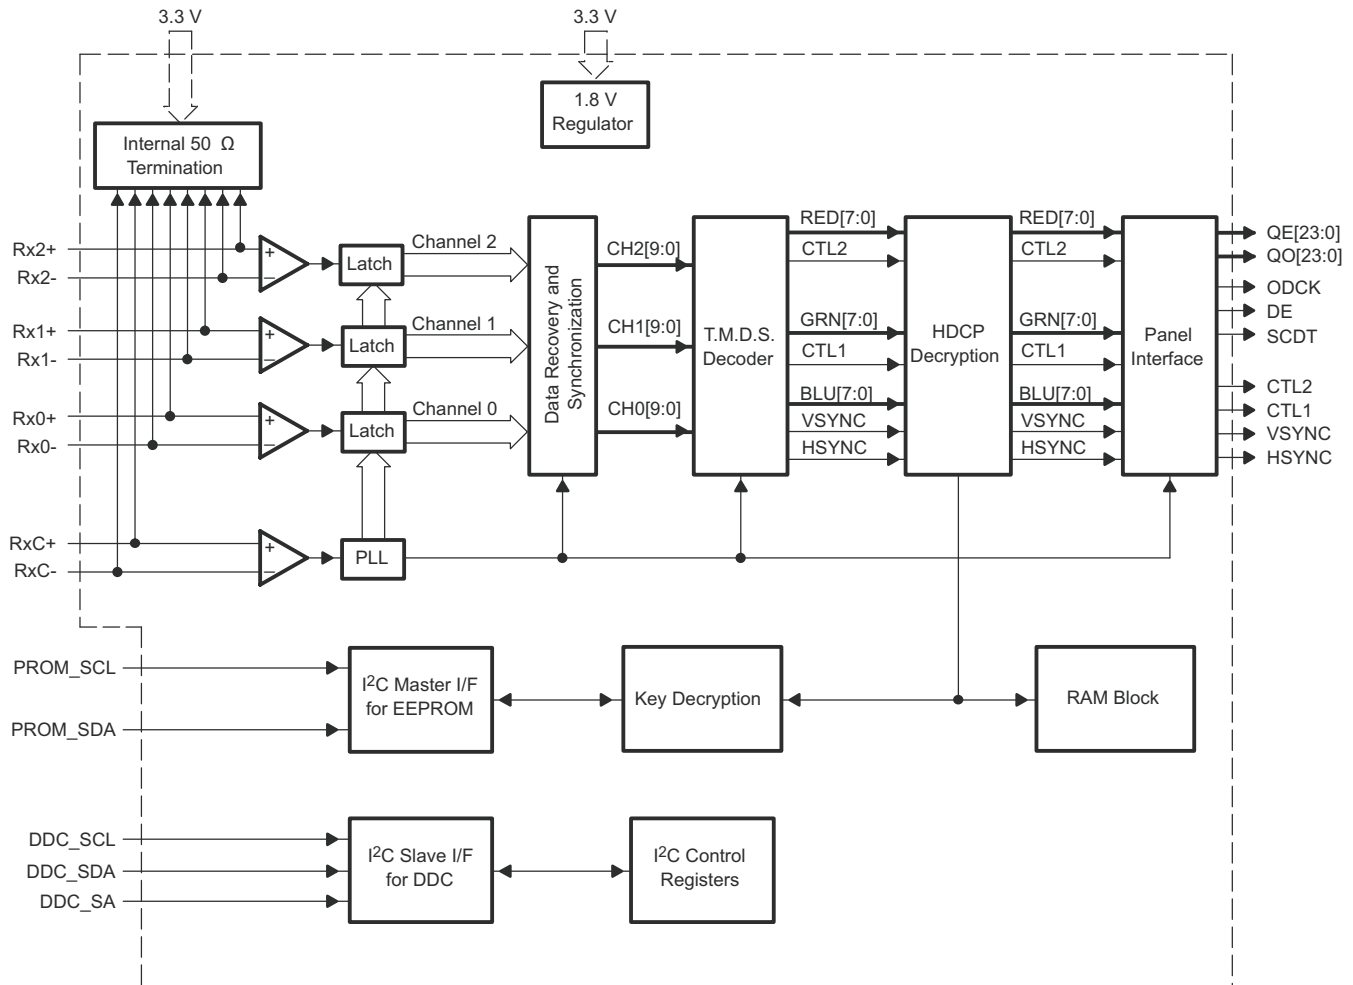 3.3 V
3.3 V
1.8 V
Regulator
Internal 50 Ω
Termination
Rx2+
Rx2-
Rx1+
Rx1-
Rx0+
Rx0-
RxC+
RxC-
+
−
+
−
+
−
+
−
Latch
Latch
Latch
PLL
Channel 2
Channel 1
Channel 0
Data Recovery and
Synchronization
CH2[9:0]
CH1[9:0]
CH0[9:0]
T.M.D.S.
Decoder
RED[7:0]
CTL2
GRN[7:0]
CTL1
BLU[7:0]
VSYNC
HSYNC
HDCP
Decryption
RED[7:0]
CTL2
GRN[7:0]
CTL1
BLU[7:0]
VSYNC
HSYNC
Panel
Interface
QE[23:0]
QO[23:0]
ODCK
DE
SCDT
CTL2
CTL1
VSYNC
HSYNC
PROM_SCL
PROM_SDA
I²C Master I/F
for EEPROM
Key Decryption
RAM Block
DDC_SCL
DDC_SDA
DDC_SA
I²C Slave I/F
for DDC
I²C Control
Registers